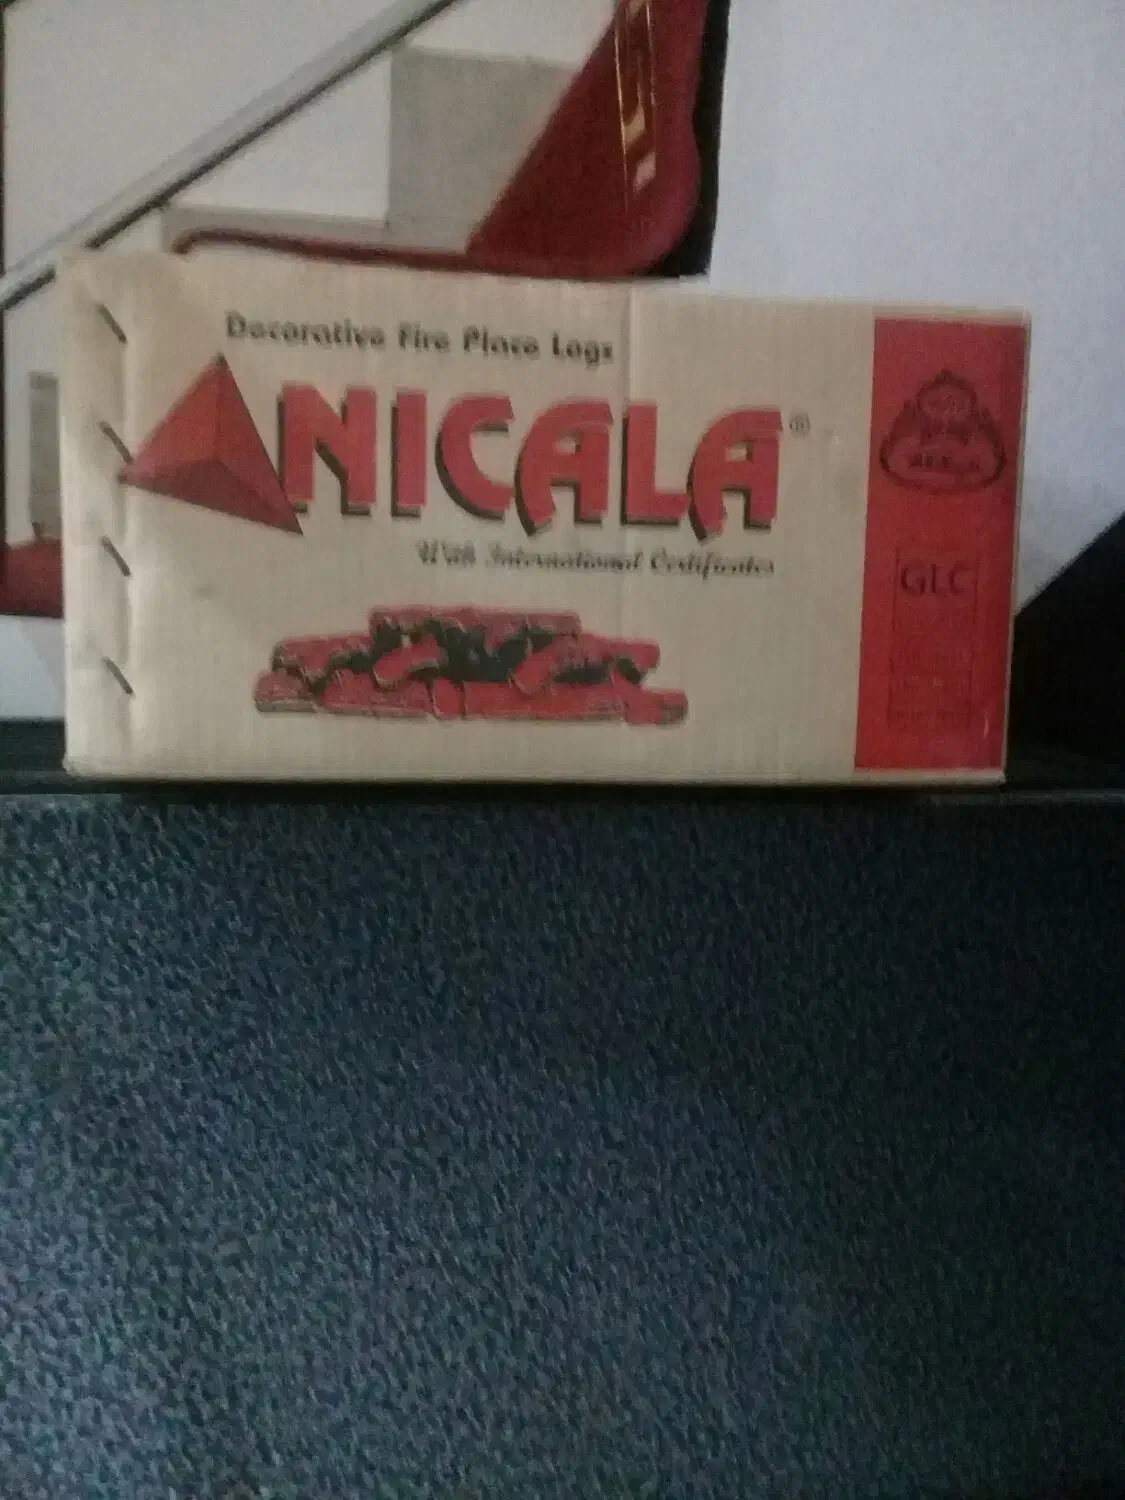 Decorative Fire Place Logs
NICALA®
With International Certificates
GLC